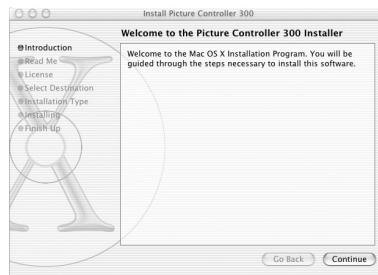 Install Picture Controller 300
Welcome to the Picture Controller 300 Installer
Introduction
Read Me
License
Select Destination
Installation Type
Installing
Finish Up
Welcome to the Mac OS X Installation Program. You will be
guided through the steps necessary to install this software.
Go Back
Continue